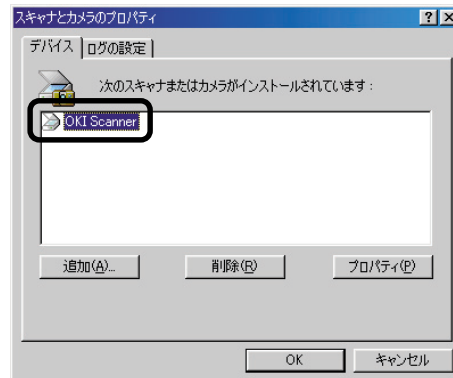 スキャナとカメラのプロパティ
デバイス ログの設定
次のスキャナまたはカメラがインストールされています：
OKI Scanner
追加(A)... 削除(R) プロパティ(P)
OK キャンセル